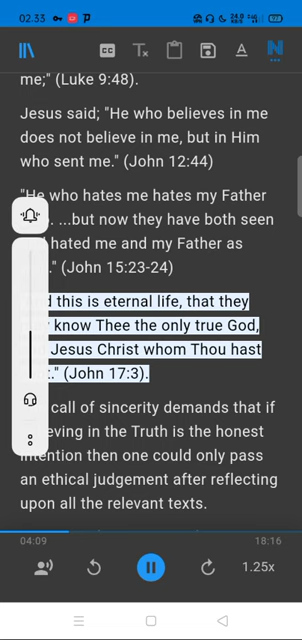 02.33
CC
me;" (Luke 9:48).
Jesus said; "He who believes in me
does not believe in me, but in Him
who sent me." (John 12:44)
"He who hates me hates my Father
...but now they have both seen
hated me and my Father as
." (John 15:23-24)
this is eternal life, that they
know Thee the only true God,
Jesus Christ whom Thou hast
." (John 17:3).
call of sincerity demands that if
in the Truth is the honest
intention then one could only pass
an ethical judgement after reflecting
upon all the relevant texts.
04:09
18:16
1.25x